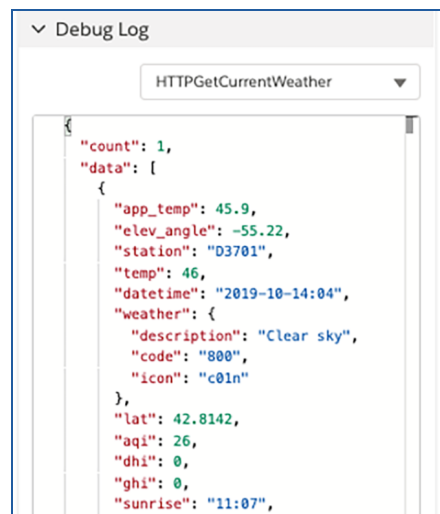 Debug Log
HTTPGetCurrentWeather
{
"count": 1,
"data": [
{
"app_temp": 45.9,
"elev_angle": -55.22,
"station": "D3701",
"temp": 46,
"datetime": "2019-10-14:04",
"weather": {
"description": "Clear sky",
"code": "800",
"icon": "c01n"
},
"lat": 42.8142,
"aqi": 26,
"dhi": 0,
"ghi": 0,
"sunrise": "11:07",